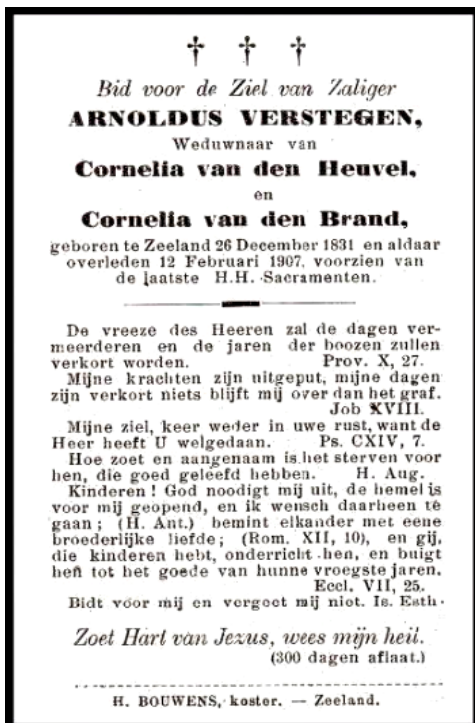 † † †
Bid voor de Ziel van Zaliger
ARNOLDUS VERSTEGEN,
Weduwnaar van
Cornelia van den Heuvel,
en
Cornelia van den Brand,
geboren te Zeeland 26 December 1831 en aldaar
overleden 12 Februari 1907, voorzien van
de laatste H.H. Sacramenten.
De vreeze des Heeren zal de dagen ver-
meerderen en de jaren der boozen zullen
verkort worden. Prov. X, 27.
Mijne krachten zijn uitgeput, mijne dagen
zijn verkort niets blijft mij over dan het graf.
Job XVIII.
Mijne ziel, keer weder in uwe rust, want de
Heer heeft U welgedaan. Ps. CXIV, 7.
Hoe zoet en aangenaam is het sterven voor
hen, die goed geleefd hebben. H. Aug.
Kinderen! God noodigt mij uit, de hemel is
voor mij geopend, en ik wensch daarheen te
gaan; (H. Ant.) bemint elkander met eene
broederlijke liefde; (Rom. XII, 10), en gij,
die kinderen hebt, onderricht hen, en buigt
hen tot het goede van hunne vroegste jaren.
Eccl. VII, 25.
Bidt voor mij en vergeet mij niet. Is. Esth.
Zoet Hart van Jezus, wees mijn heil.
(300 dagen aflaat.)
H. BOUWENS, koster. — Zeeland.